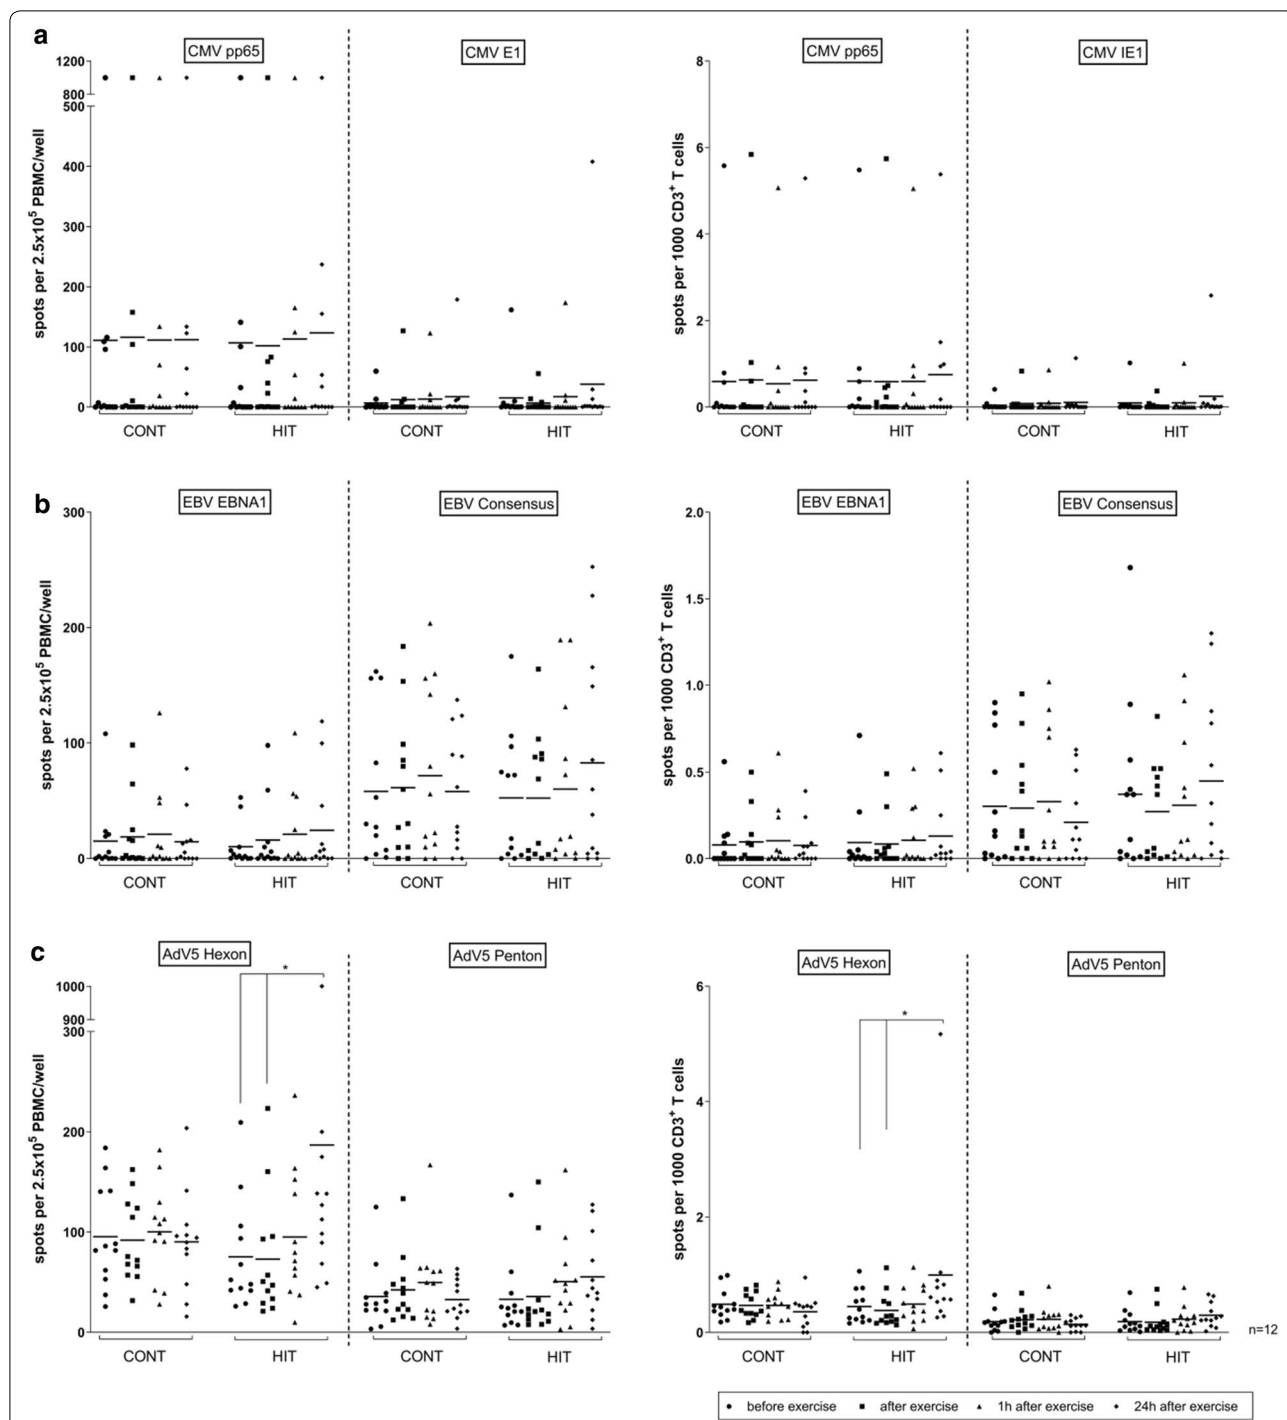 a
CMV pp65
CMV E1
CMV pp65
CMV IE1
spots per 2.5x10⁵ PBMC/well
1200
800
500
400
300
200
100
0
CONT
HIT
CONT
HIT
spots per 1000 CD3⁺ T cells
8
6
4
2
0
CONT
HIT
CONT
HIT
b
EBV EBNA1
EBV Consensus
EBV EBNA1
EBV Consensus
spots per 2.5x10⁵ PBMC/well
300
200
100
0
CONT
HIT
CONT
HIT
spots per 1000 CD3⁺ T cells
2.0
1.5
1.0
0.5
0.0
CONT
HIT
CONT
HIT
c
AdV5 Hexon
AdV5 Penton
AdV5 Hexon
AdV5 Penton
spots per 2.5x10⁵ PBMC/well
1000
900
300
200
100
0
*
CONT
HIT
CONT
HIT
spots per 1000 CD3⁺ T cells
6
4
2
0
*
CONT
HIT
CONT
HIT
n=12
before exercise after exercise 1h after exercise 24h after exercise